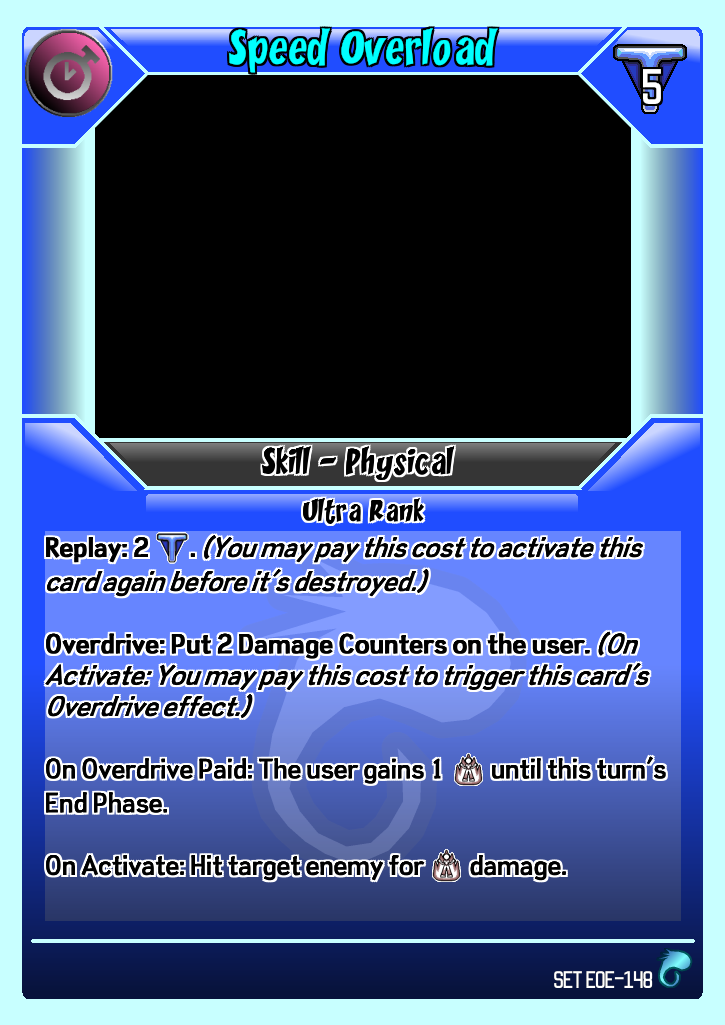 Speed Overload
5
Skill - Physical
Ultra Rank
Replay: 2 . (You may pay this cost to activate this
card again before it's destroyed.)
Overdrive: Put 2 Damage Counters on the user. (On
Activate: You may pay this cost to trigger this card's
Overdrive effect.)
On Overdrive Paid: The user gains 1 until this turn's
End Phase.
On Activate: Hit target enemy for damage.
SET EOE-148